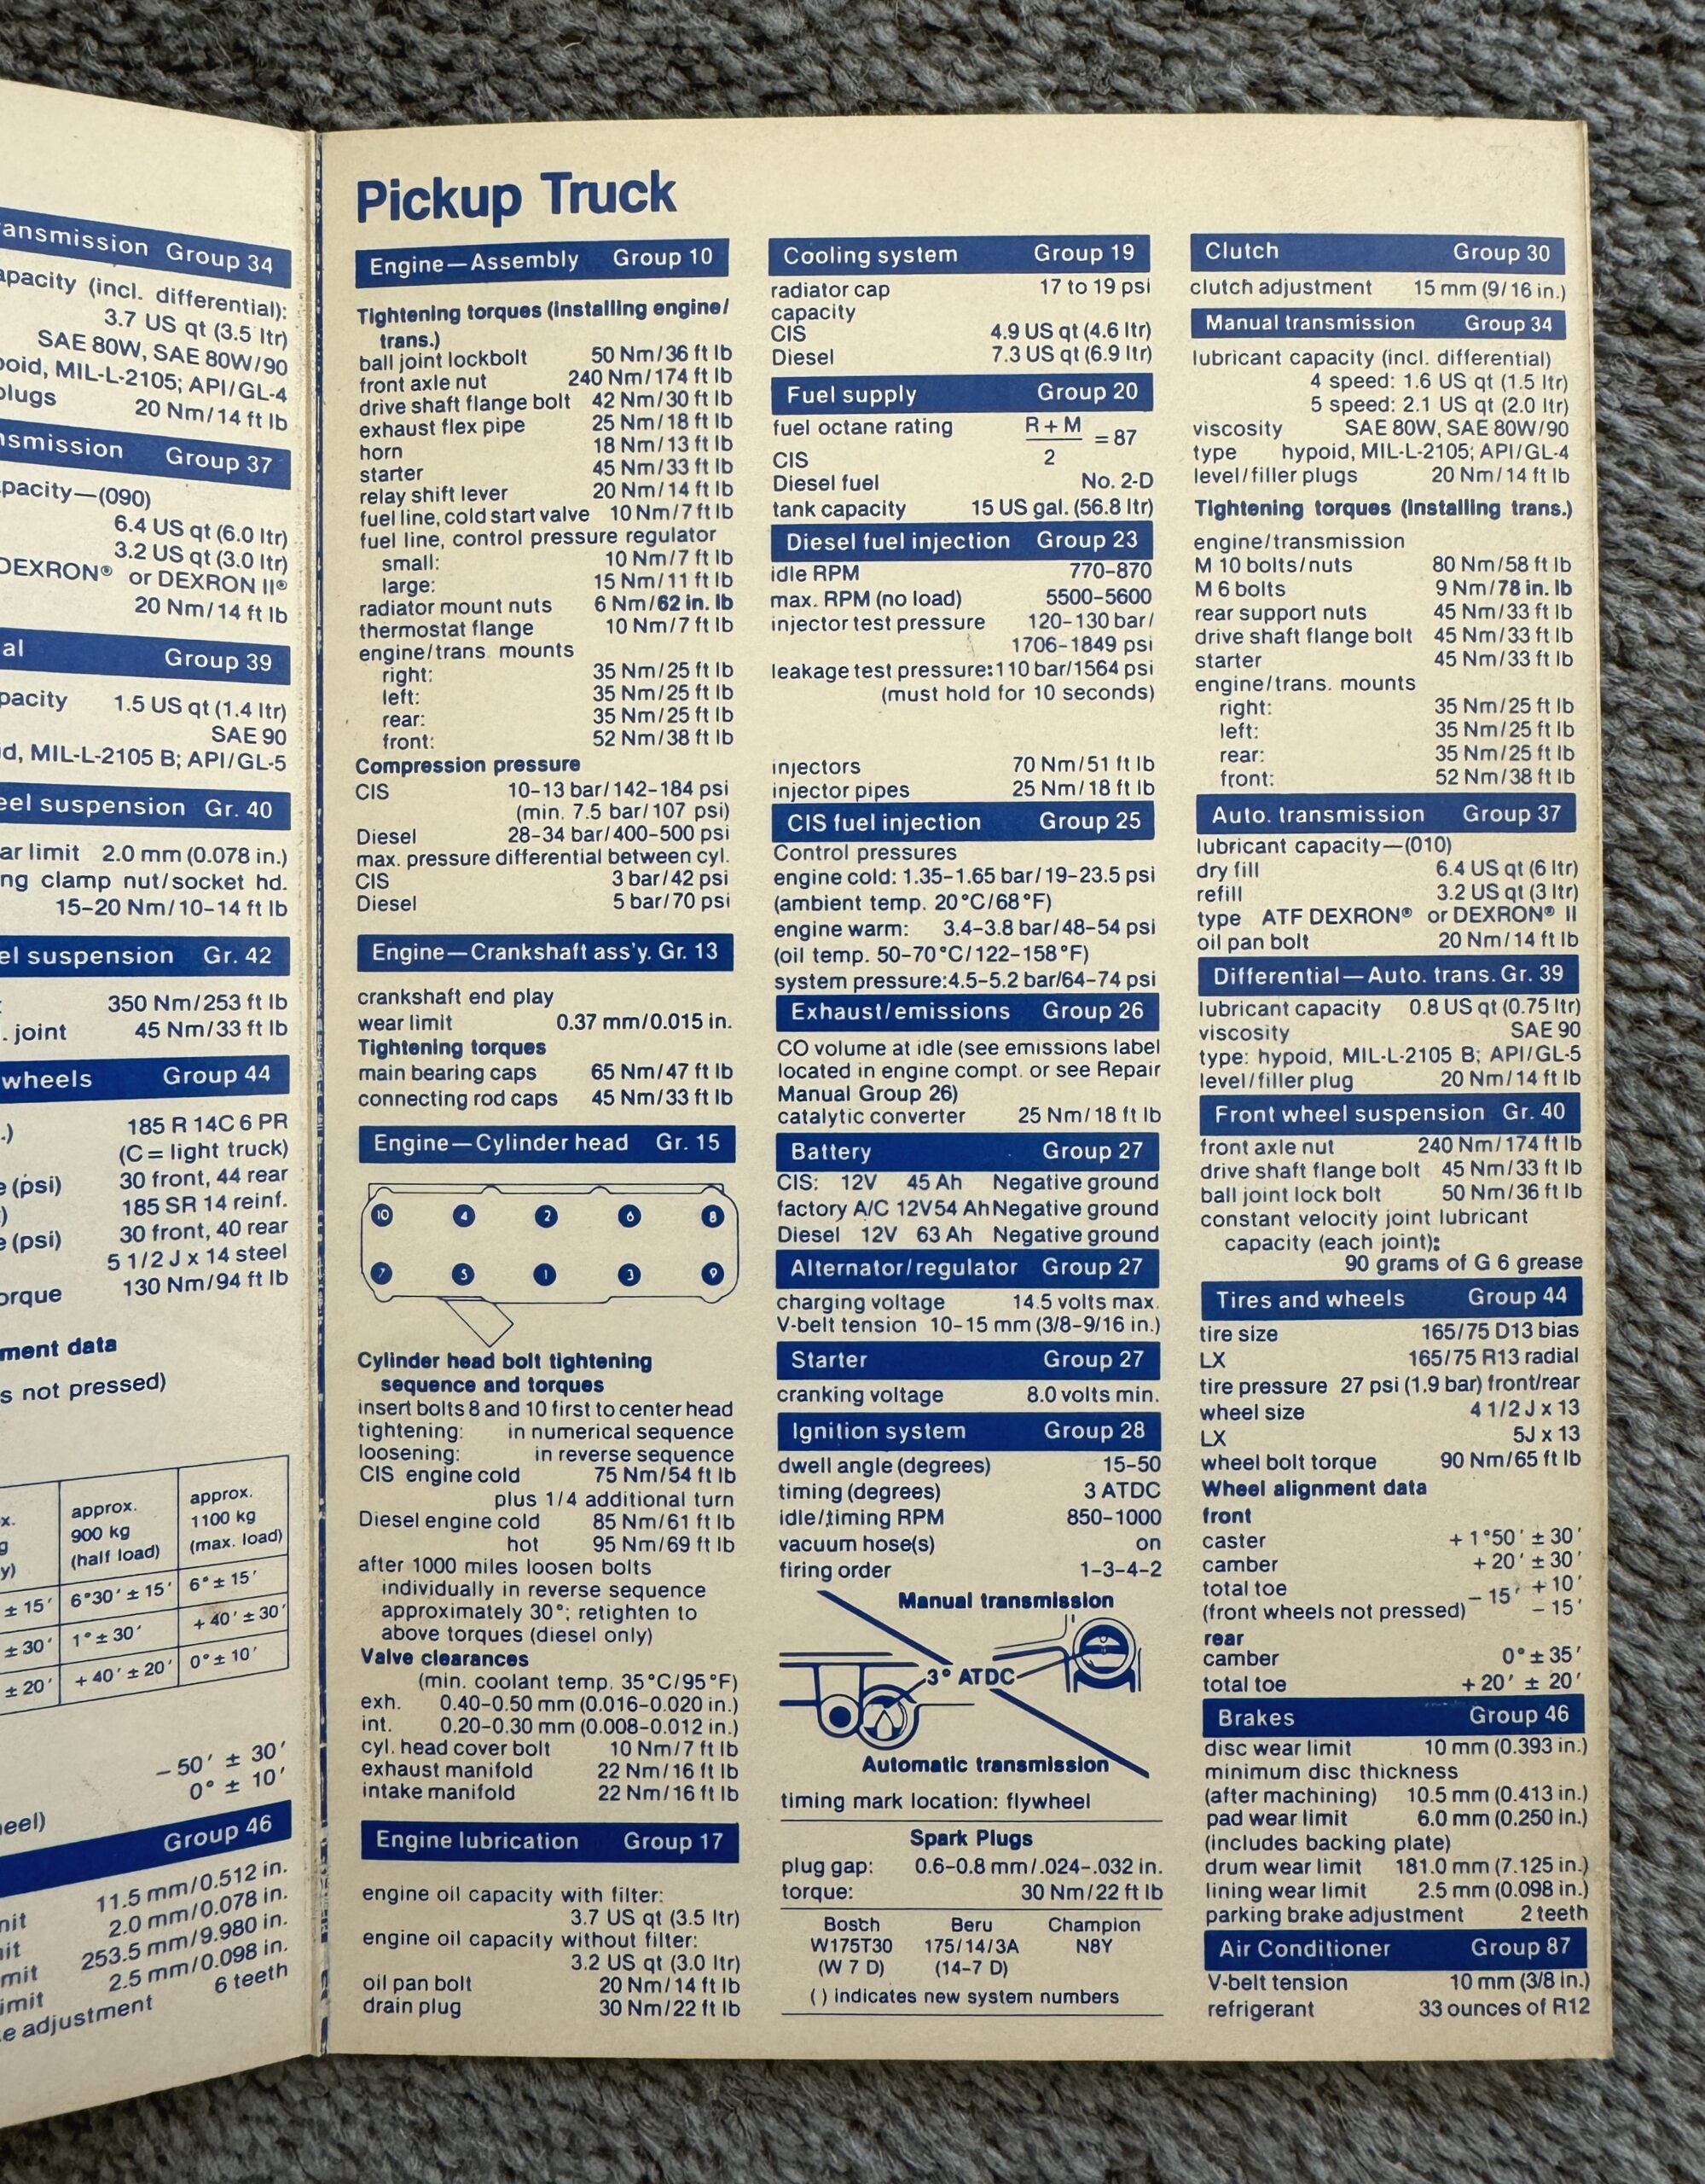 ransmission Group 34
apacity (incl. differential):
3.7 US qt (3.5 ltr)
SAE 80W, SAE 80W/90
poid, MIL-L-2105; API/GL-4
plugs 20 Nm/14 ft lb
nsmission Group 37
pacity—(090)
6.4 US qt (6.0 ltr)
3.2 US qt (3.0 ltr)
DEXRON® or DEXRON II®
20 Nm/14 ft lb
al Group 39
pacity 1.5 US qt (1.4 ltr)
SAE 90
id, MIL-L-2105 B; API/GL-5
eel suspension Gr. 40
ar limit 2.0 mm (0.078 in.)
ng clamp nut/socket hd.
15–20 Nm/10–14 ft lb
el suspension Gr. 42
350 Nm/253 ft lb
. joint 45 Nm/33 ft lb
wheels Group 44
.) 185 R 14C 6 PR
(C = light truck)
e (psi) 30 front, 44 rear
) 185 SR 14 reinf.
e (psi) 30 front, 40 rear
5 1/2 J x 14 steel
orque 130 Nm/94 ft lb
ment data
s not pressed)
x. approx. approx.
g 900 kg 1100 kg
y) (half load) (max. load)
± 15′ 6°30′ ± 15′ 6° ± 15′
± 30′ 1° ± 30′ + 40′ ± 30′
± 20′ + 40′ ± 20′ 0° ± 10′
– 50′ ± 30′
0° ± 10′
eel)
Group 46
11.5 mm/0.512 in.
nit 2.0 mm/0.078 in.
it 253.5 mm/9.980 in.
mit 2.5 mm/0.098 in.
imit 6 teeth
e adjustment
Pickup Truck
Engine—Assembly Group 10
Tightening torques (installing engine/
trans.)
ball joint lockbolt 50 Nm/36 ft lb
front axle nut 240 Nm/174 ft lb
drive shaft flange bolt 42 Nm/30 ft lb
exhaust flex pipe 25 Nm/18 ft lb
horn 18 Nm/13 ft lb
starter 45 Nm/33 ft lb
relay shift lever 20 Nm/14 ft lb
fuel line, cold start valve 10 Nm/7 ft lb
fuel line, control pressure regulator
small: 10 Nm/7 ft lb
large: 15 Nm/11 ft lb
radiator mount nuts 6 Nm/62 in. lb
thermostat flange 10 Nm/7 ft lb
engine/trans. mounts
right: 35 Nm/25 ft lb
left: 35 Nm/25 ft lb
rear: 35 Nm/25 ft lb
front: 52 Nm/38 ft lb
Compression pressure
CIS 10–13 bar/142–184 psi
(min. 7.5 bar/107 psi)
Diesel 28–34 bar/400–500 psi
max. pressure differential between cyl.
CIS 3 bar/42 psi
Diesel 5 bar/70 psi
Engine—Crankshaft ass'y. Gr. 13
crankshaft end play
wear limit 0.37 mm/0.015 in.
Tightening torques
main bearing caps 65 Nm/47 ft lb
connecting rod caps 45 Nm/33 ft lb
Engine—Cylinder head Gr. 15
10 4 2 6 8
7 5 1 3 9
Cylinder head bolt tightening
sequence and torques
insert bolts 8 and 10 first to center head
tightening: in numerical sequence
loosening: in reverse sequence
CIS engine cold 75 Nm/54 ft lb
plus 1/4 additional turn
Diesel engine cold 85 Nm/61 ft lb
hot 95 Nm/69 ft lb
after 1000 miles loosen bolts
individually in reverse sequence
approximately 30°; retighten to
above torques (diesel only)
Valve clearances
(min. coolant temp. 35°C/95°F)
exh. 0.40–0.50 mm (0.016–0.020 in.)
int. 0.20–0.30 mm (0.008–0.012 in.)
cyl. head cover bolt 10 Nm/7 ft lb
exhaust manifold 22 Nm/16 ft lb
intake manifold 22 Nm/16 ft lb
Engine lubrication Group 17
engine oil capacity with filter:
3.7 US qt (3.5 ltr)
engine oil capacity without filter:
3.2 US qt (3.0 ltr)
oil pan bolt 20 Nm/14 ft lb
drain plug 30 Nm/22 ft lb
Cooling system Group 19
radiator cap 17 to 19 psi
capacity
CIS 4.9 US qt (4.6 ltr)
Diesel 7.3 US qt (6.9 ltr)
Fuel supply Group 20
fuel octane rating R + M
= 87
CIS 2
Diesel fuel No. 2-D
tank capacity 15 US gal. (56.8 ltr)
Diesel fuel injection Group 23
idle RPM 770–870
max. RPM (no load) 5500–5600
injector test pressure 120–130 bar/
1706–1849 psi
leakage test pressure: 110 bar/1564 psi
(must hold for 10 seconds)
injectors 70 Nm/51 ft lb
injector pipes 25 Nm/18 ft lb
CIS fuel injection Group 25
Control pressures
engine cold: 1.35–1.65 bar/19–23.5 psi
(ambient temp. 20°C/68°F)
engine warm: 3.4–3.8 bar/48–54 psi
(oil temp. 50–70°C/122–158°F)
system pressure:4.5–5.2 bar/64–74 psi
Exhaust/emissions Group 26
CO volume at idle (see emissions label
located in engine compt. or see Repair
Manual Group 26)
catalytic converter 25 Nm/18 ft lb
Battery Group 27
CIS: 12V 45 Ah Negative ground
factory A/C 12V 54 Ah Negative ground
Diesel 12V 63 Ah Negative ground
Alternator/regulator Group 27
charging voltage 14.5 volts max.
V-belt tension 10–15 mm (3/8–9/16 in.)
Starter Group 27
cranking voltage 8.0 volts min.
Ignition system Group 28
dwell angle (degrees) 15–50
timing (degrees) 3 ATDC
idle/timing RPM 850–1000
vacuum hose(s) on
firing order 1–3–4–2
Manual transmission
3° ATDC
Automatic transmission
timing mark location: flywheel
Spark Plugs
plug gap: 0.6–0.8 mm/.024–.032 in.
torque: 30 Nm/22 ft lb
Bosch Beru Champion
W175T30 175/14/3A N8Y
(W 7 D) (14–7 D)
( ) indicates new system numbers
Clutch Group 30
clutch adjustment 15 mm (9/16 in.)
Manual transmission Group 34
lubricant capacity (incl. differential)
4 speed: 1.6 US qt (1.5 ltr)
5 speed: 2.1 US qt (2.0 ltr)
viscosity SAE 80W, SAE 80W/90
type hypoid, MIL-L-2105; API/GL-4
level/filler plugs 20 Nm/14 ft lb
Tightening torques (installing trans.)
engine/transmission
M 10 bolts/nuts 80 Nm/58 ft lb
M 6 bolts 9 Nm/78 in. lb
rear support nuts 45 Nm/33 ft lb
drive shaft flange bolt 45 Nm/33 ft lb
starter 45 Nm/33 ft lb
engine/trans. mounts
right: 35 Nm/25 ft lb
left: 35 Nm/25 ft lb
rear: 35 Nm/25 ft lb
front: 52 Nm/38 ft lb
Auto. transmission Group 37
lubricant capacity—(010)
dry fill 6.4 US qt (6 ltr)
refill 3.2 US qt (3 ltr)
type ATF DEXRON® or DEXRON® II
oil pan bolt 20 Nm/14 ft lb
Differential—Auto. trans. Gr. 39
lubricant capacity 0.8 US qt (0.75 ltr)
viscosity SAE 90
type: hypoid, MIL-L-2105 B; API/GL-5
level/filler plug 20 Nm/14 ft lb
Front wheel suspension Gr. 40
front axle nut 240 Nm/174 ft lb
drive shaft flange bolt 45 Nm/33 ft lb
ball joint lock bolt 50 Nm/36 ft lb
constant velocity joint lubricant
capacity (each joint):
90 grams of G 6 grease
Tires and wheels Group 44
tire size 165/75 D13 bias
LX 165/75 R13 radial
tire pressure 27 psi (1.9 bar) front/rear
wheel size 4 1/2 J x 13
LX 5J x 13
wheel bolt torque 90 Nm/65 ft lb
Wheel alignment data
front
caster + 1°50′ ± 30′
camber + 20′ ± 30′
total toe – 15′ + 10′
(front wheels not pressed) – 15′
rear
camber 0° ± 35′
total toe + 20′ ± 20′
Brakes Group 46
disc wear limit 10 mm (0.393 in.)
minimum disc thickness
(after machining) 10.5 mm (0.413 in.)
pad wear limit 6.0 mm (0.250 in.)
(includes backing plate)
drum wear limit 181.0 mm (7.125 in.)
lining wear limit 2.5 mm (0.098 in.)
parking brake adjustment 2 teeth
Air Conditioner Group 87
V-belt tension 10 mm (3/8 in.)
refrigerant 33 ounces of R12